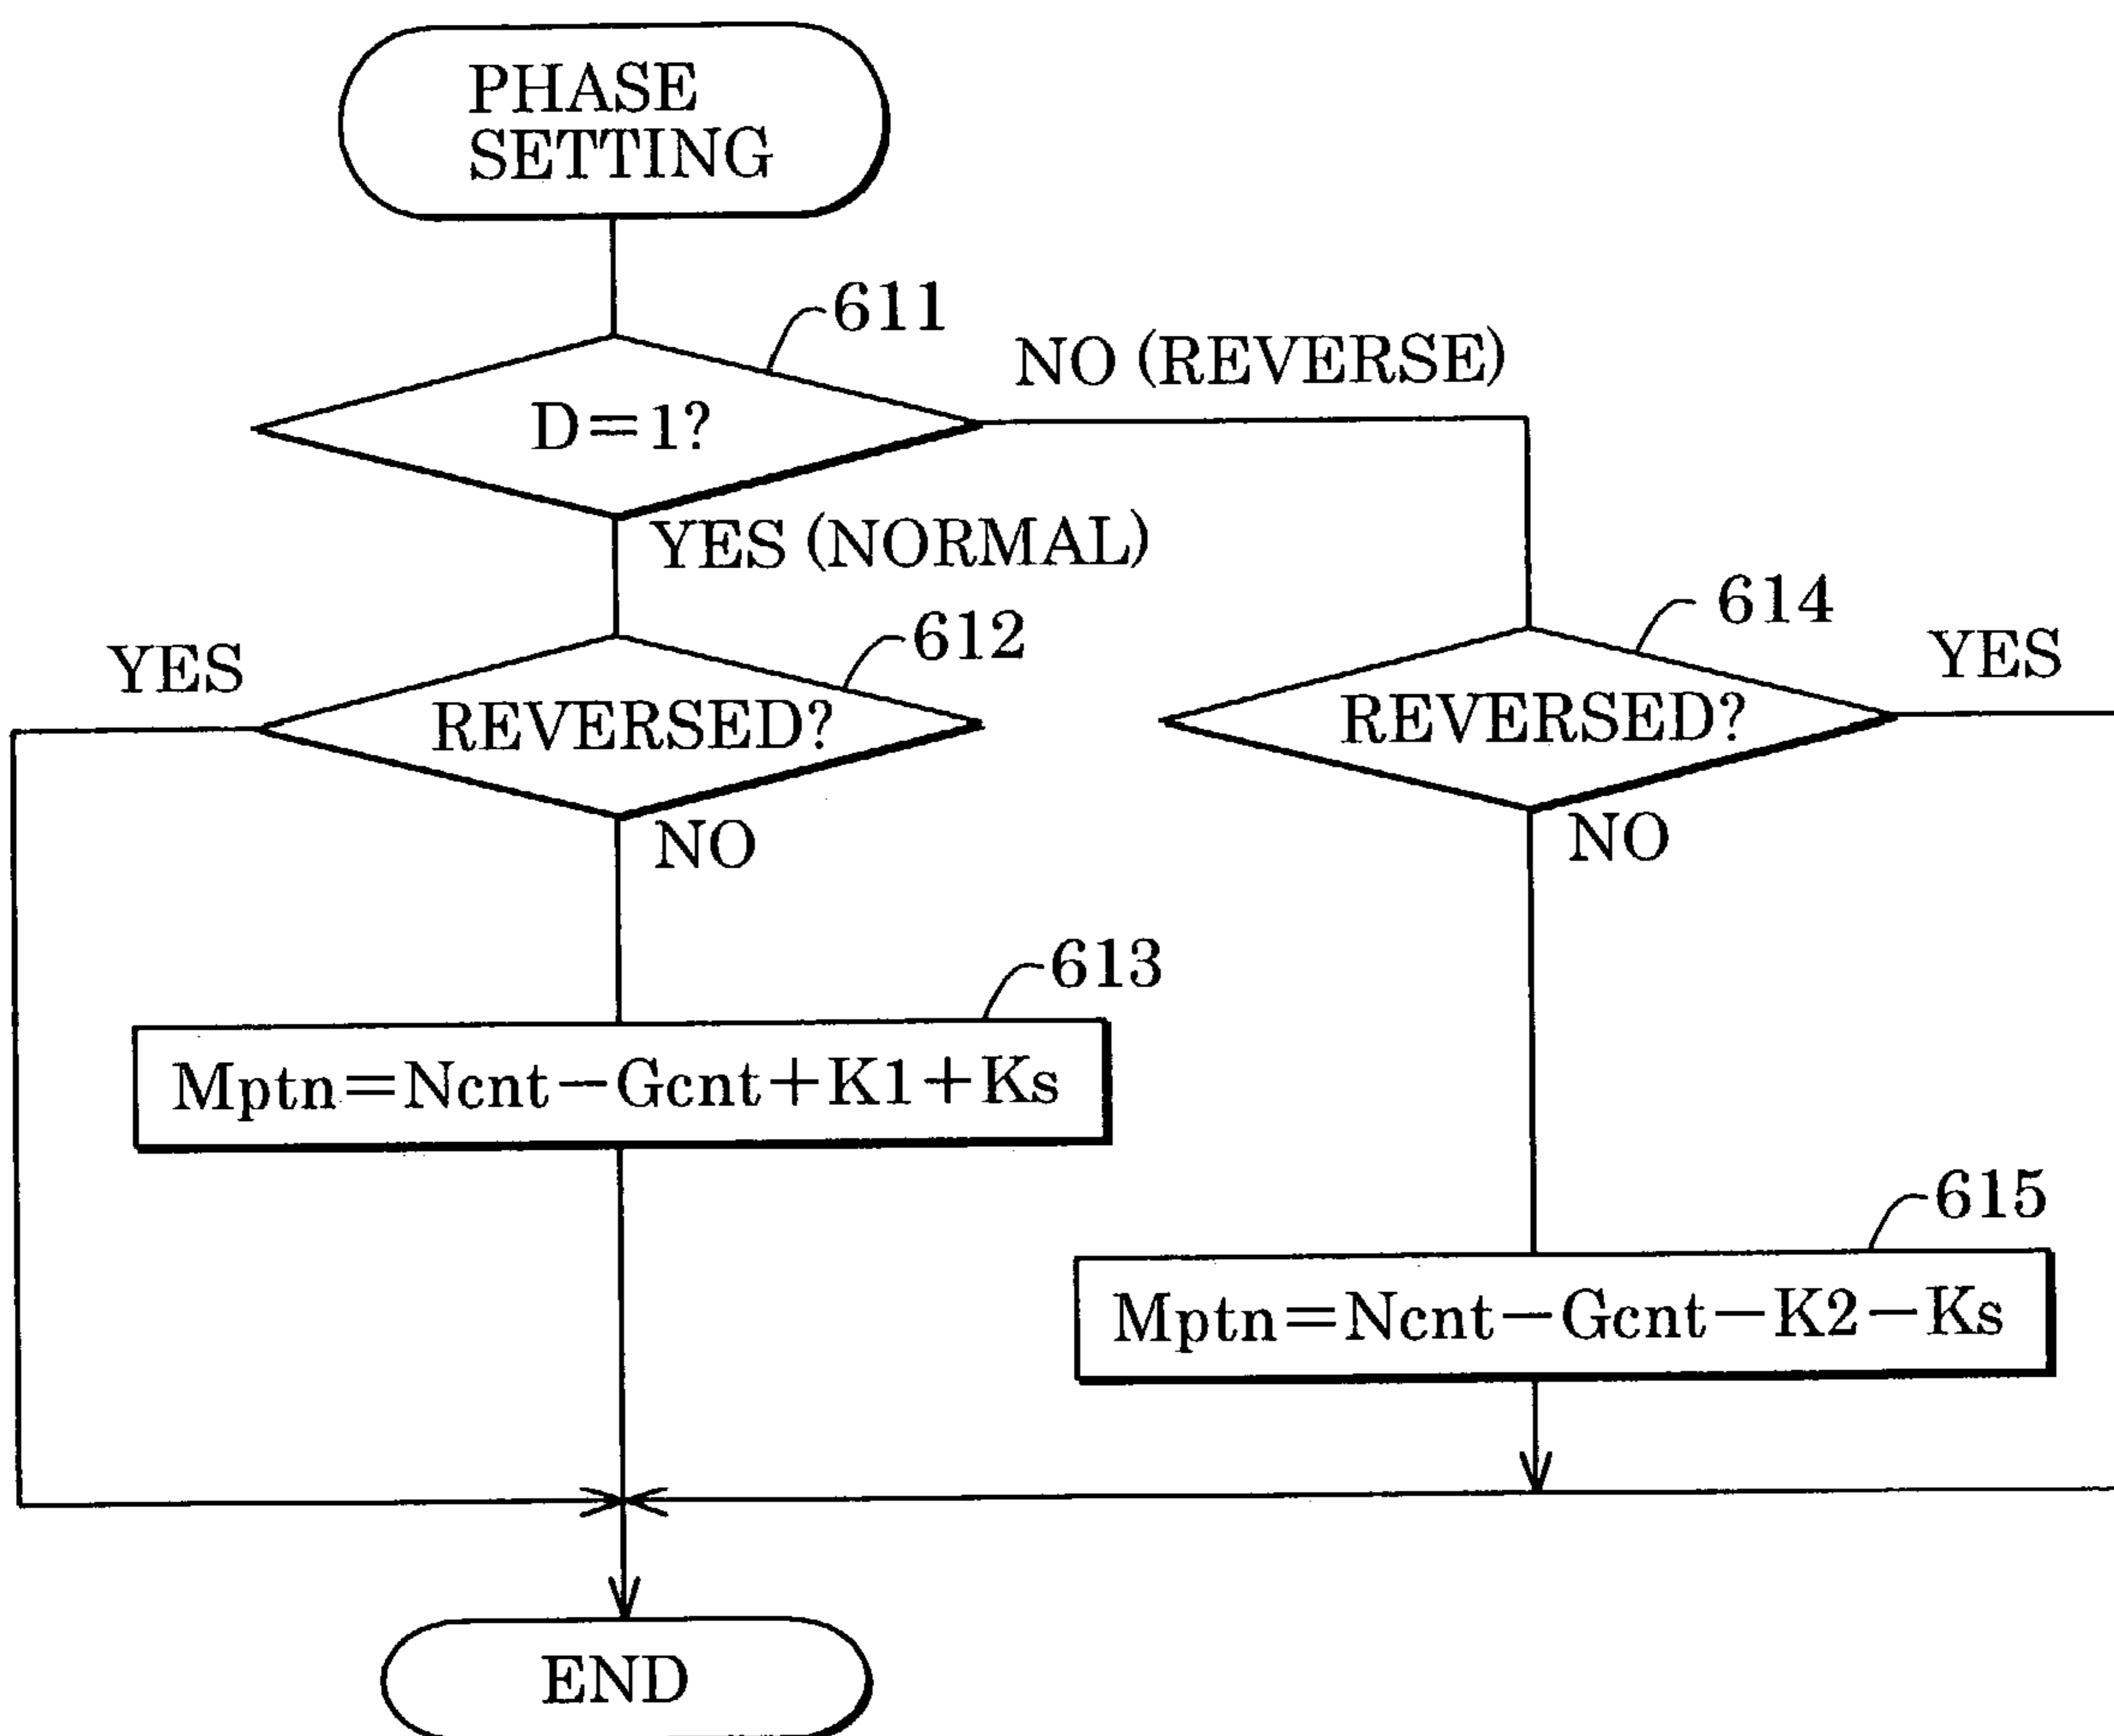 PHASE
SETTING
611
NO (REVERSE)
D=1?
YES (NORMAL)
612
614
YES
YES
REVERSED?
REVERSED?
NO
NO
613
Mptn=Ncnt−Gcnt+K1+Ks
615
Mptn=Ncnt−Gcnt−K2−Ks
END